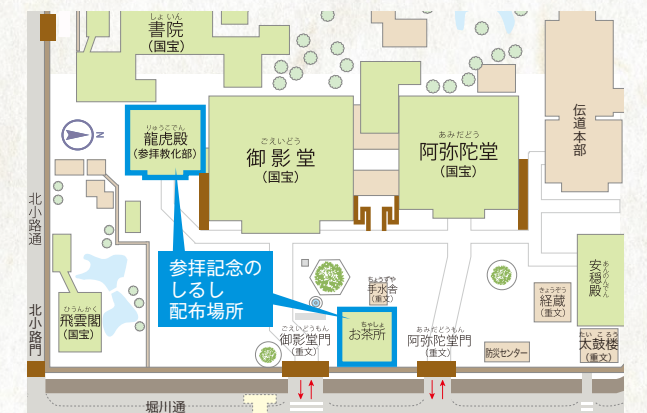 しょいん
書院
(国宝)
りゅうこでん
龍虎殿
(参拝教化部)
N
ごえいどう
御影堂
(国宝)
あみだどう
阿弥陀堂
(国宝)
伝道本部
北小路通
参拝記念の
しるし
配布場所
ひうんかく
飛雲閣
(国宝)
北小路門
ちょうずや
手水舎
(重文)
ごえいどうもん
御影堂門
(重文)
ちゃしょ
お茶所
あみだどうもん
阿弥陀堂門
(重文)
きょうぞう
経蔵
(重文)
あんのんでん
安穏殿
防災センター
たいころう
太鼓楼
(重文)
堀川通